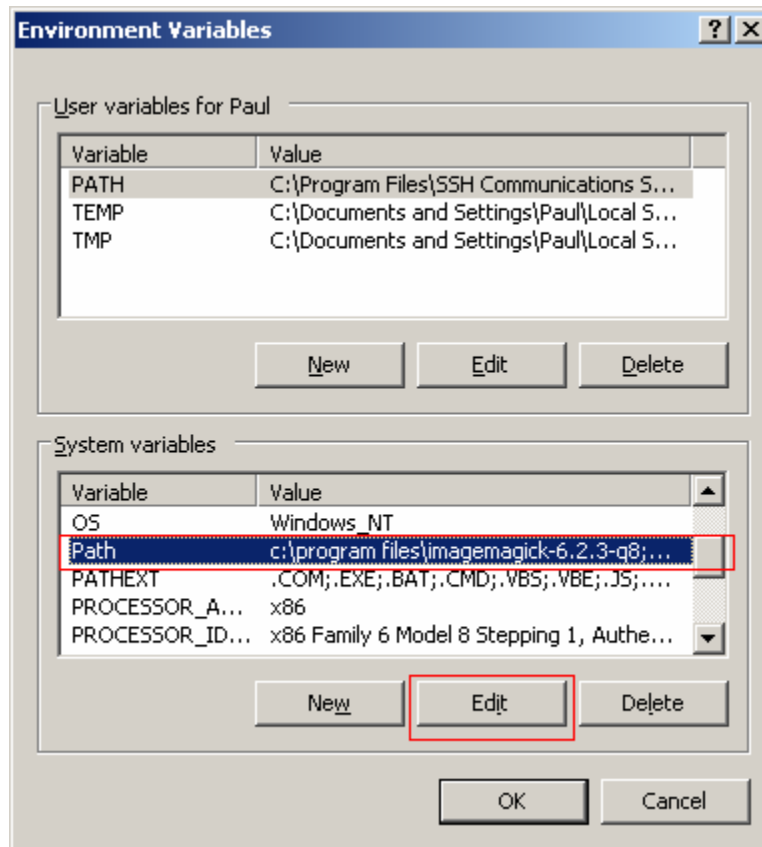 Environment Variables ? X
User variables for Paul
Variable Value
PATH C:\Program Files\SSH Communications S...
TEMP C:\Documents and Settings\Paul\Local S...
TMP C:\Documents and Settings\Paul\Local S...
New Edit Delete
System variables
Variable Value
OS Windows_NT
Path c:\program files\imagemagick-6.2.3-q8;...
PATHEXT .COM;.EXE;.BAT;.CMD;.VBS;.VBE;.JS;....
PROCESSOR_A... x86
PROCESSOR_ID... x86 Family 6 Model 8 Stepping 1, Authe...
New Edit Delete
OK Cancel